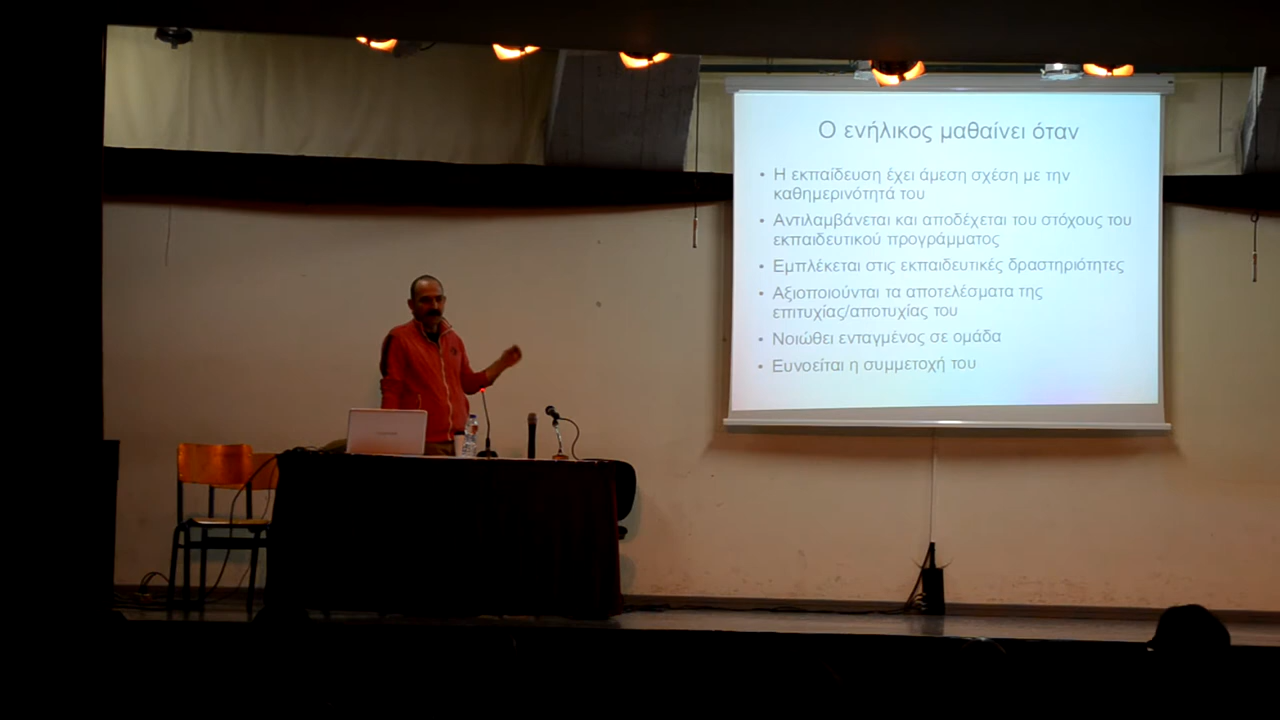 Ο ενήλικος μαθαίνει όταν
• Η εκπαίδευση έχει άμεση σχέση με την
καθημερινότητά του
• Αντιλαμβάνεται και αποδέχεται του στόχους του
εκπαιδευτικού προγράμματος
• Εμπλέκεται στις εκπαιδευτικές δραστηριότητες
• Αξιοποιούνται τα αποτελέσματα της
επιτυχίας/αποτυχίας του
• Νοιώθει ενταγμένος σε ομάδα
• Ευνοείται η συμμετοχή του